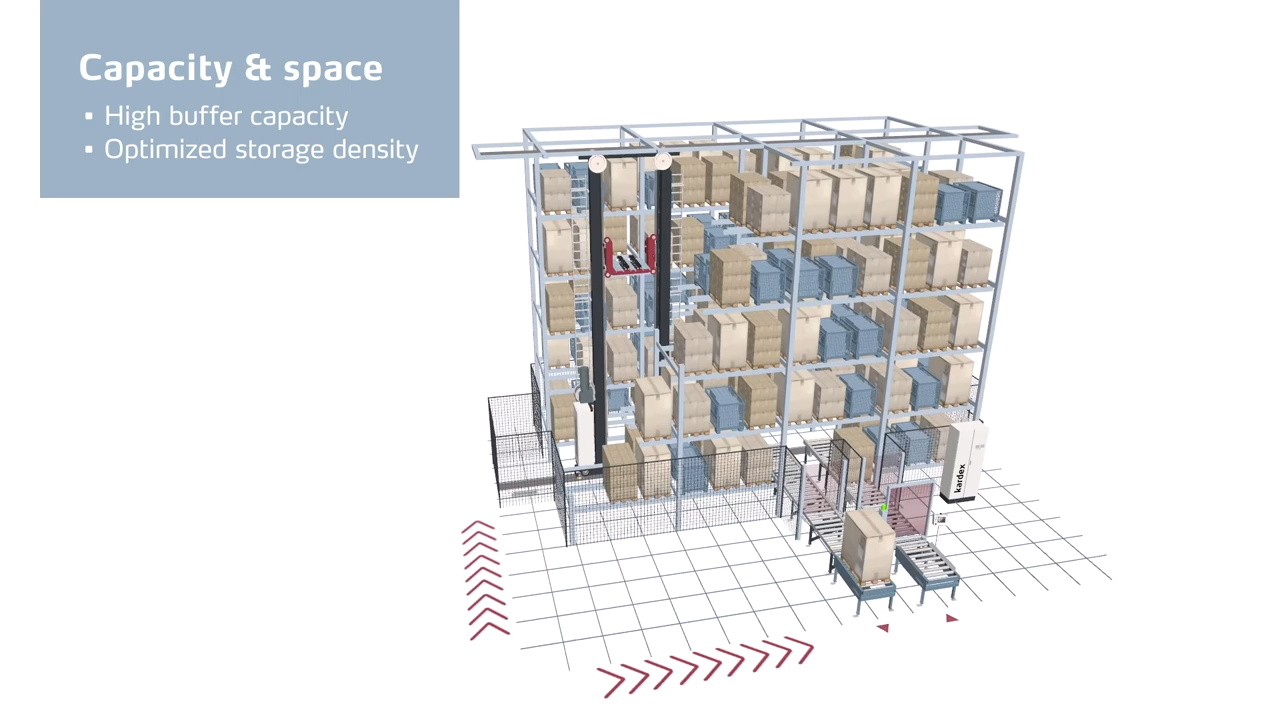 Capacity & space
▪ High buffer capacity
▪ Optimized storage density
kardex